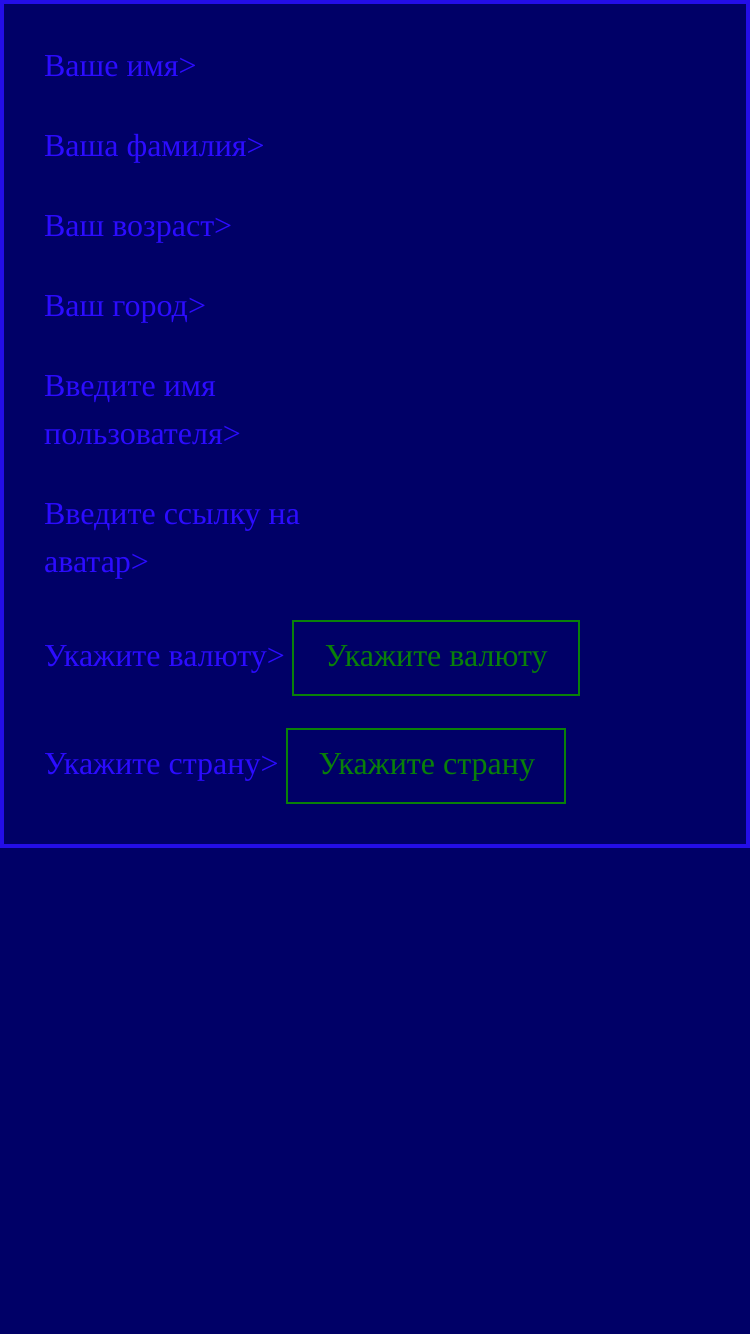 Ваше имя>
Ваша фамилия>
Ваш возраст>
Ваш город>
Введите имя
пользователя>
Введите ссылку на
аватар>
Укажите валюту> Укажите валюту
Укажите страну> Укажите страну